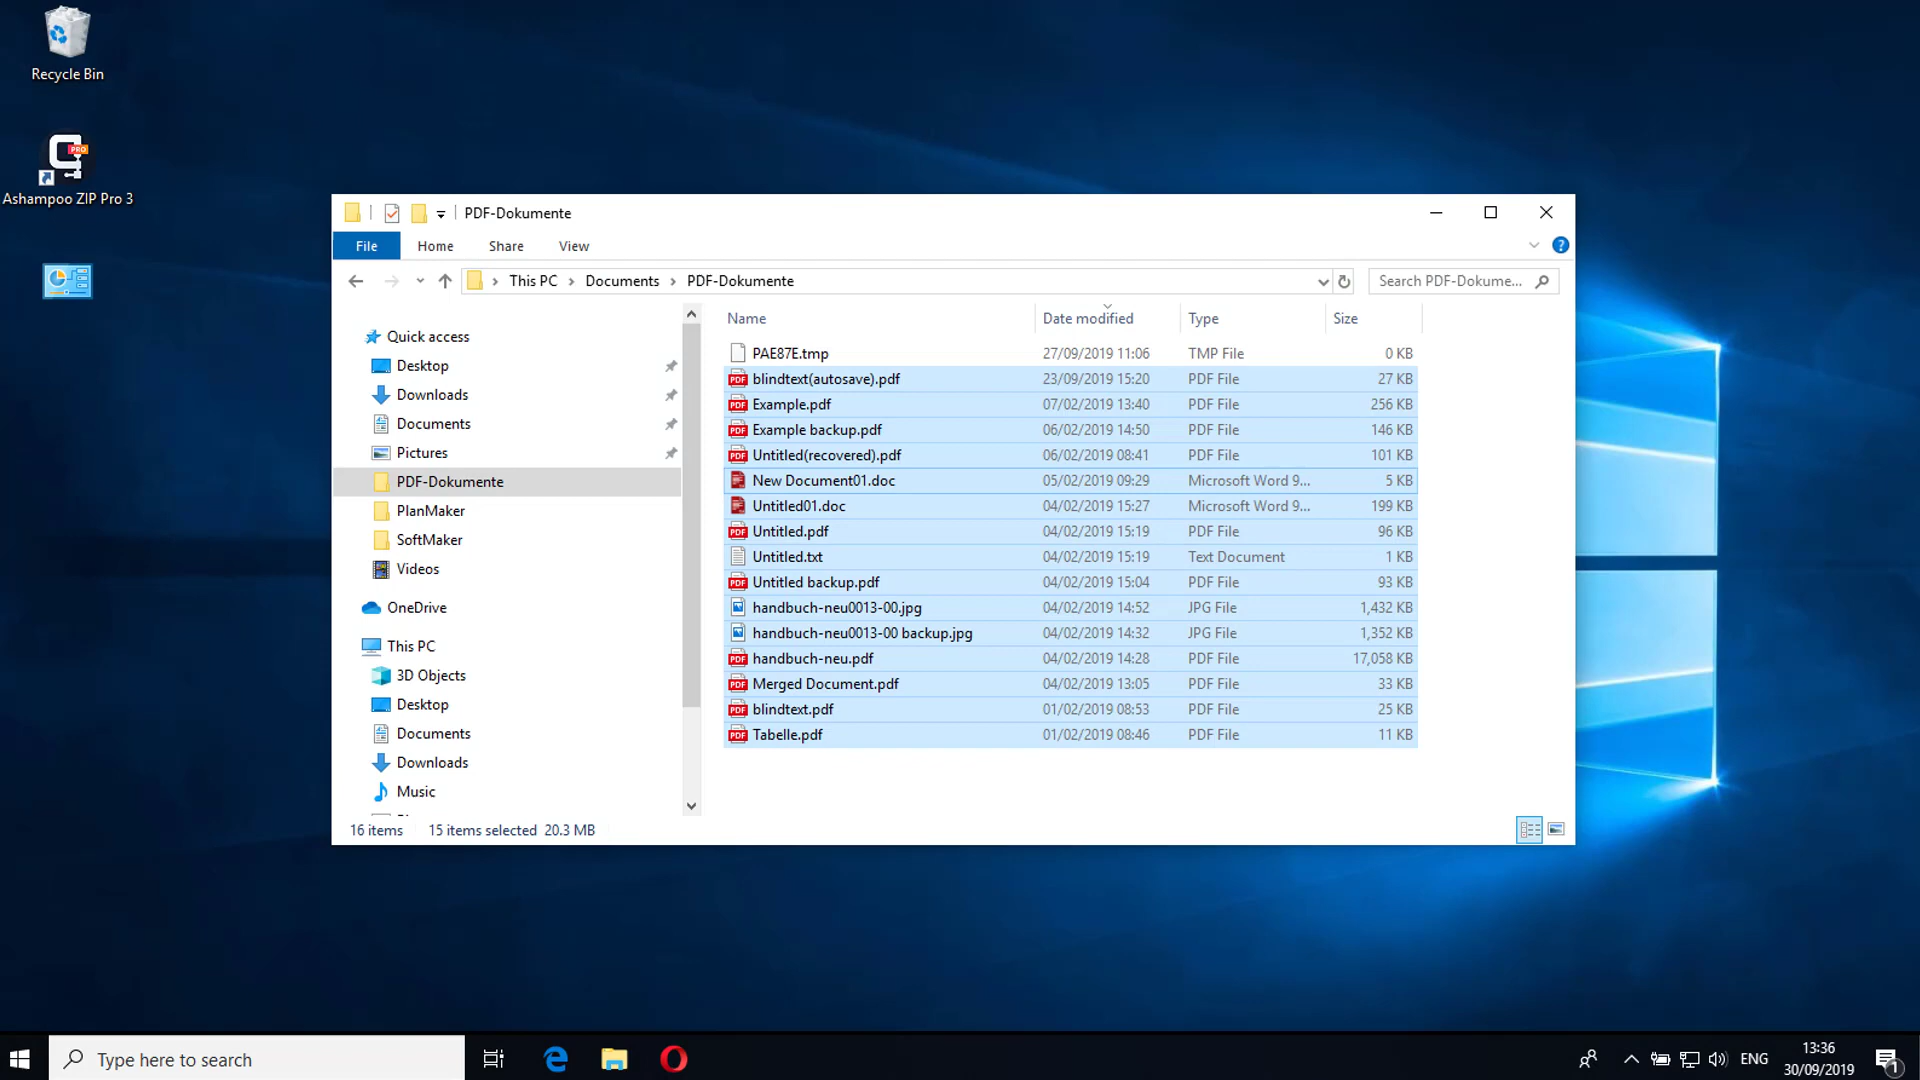 Recycle Bin
PRO
Ashampoo ZIP Pro 3
PDF-Dokumente
File Home Share View
This PC Documents PDF-Dokumente
Search PDF-Dokume...
Quick access
Desktop
Downloads
Documents
Pictures
PDF-Dokumente
PlanMaker
SoftMaker
Videos
OneDrive
This PC
3D Objects
Desktop
Documents
Downloads
Music
Name Date modified Type Size
PAE87E.tmp 27/09/2019 11:06 TMP File 0 KB
blindtext(autosave).pdf 23/09/2019 15:20 PDF File 27 KB
Example.pdf 07/02/2019 13:40 PDF File 256 KB
Example backup.pdf 06/02/2019 14:50 PDF File 146 KB
Untitled(recovered).pdf 06/02/2019 08:41 PDF File 101 KB
New Document01.doc 05/02/2019 09:29 Microsoft Word 9... 5 KB
Untitled01.doc 04/02/2019 15:27 Microsoft Word 9... 199 KB
Untitled.pdf 04/02/2019 15:19 PDF File 96 KB
Untitled.txt 04/02/2019 15:19 Text Document 1 KB
Untitled backup.pdf 04/02/2019 15:04 PDF File 93 KB
handbuch-neu0013-00.jpg 04/02/2019 14:52 JPG File 1,432 KB
handbuch-neu0013-00 backup.jpg 04/02/2019 14:32 JPG File 1,352 KB
handbuch-neu.pdf 04/02/2019 14:28 PDF File 17,058 KB
Merged Document.pdf 04/02/2019 13:05 PDF File 33 KB
blindtext.pdf 01/02/2019 08:53 PDF File 25 KB
Tabelle.pdf 01/02/2019 08:46 PDF File 11 KB
16 items 15 items selected 20.3 MB
Type here to search
ENG
13:36
30/09/2019
1